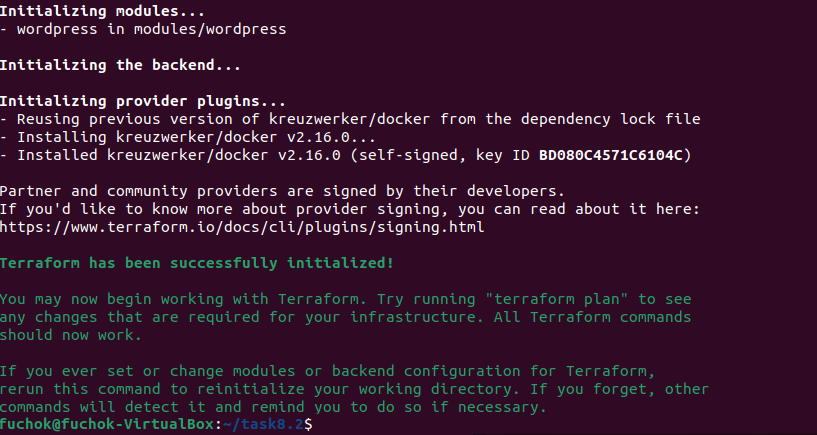 Initializing modules...
- wordpress in modules/wordpress
Initializing the backend...
Initializing provider plugins...
- Reusing previous version of kreuzwerker/docker from the dependency lock file
- Installing kreuzwerker/docker v2.16.0...
- Installed kreuzwerker/docker v2.16.0 (self-signed, key ID BD080C4571C6104C)
Partner and community providers are signed by their developers.
If you'd like to know more about provider signing, you can read about it here:
https://www.terraform.io/docs/cli/plugins/signing.html
Terraform has been successfully initialized!
You may now begin working with Terraform. Try running "terraform plan" to see
any changes that are required for your infrastructure. All Terraform commands
should now work.
If you ever set or change modules or backend configuration for Terraform,
rerun this command to reinitialize your working directory. If you forget, other
commands will detect it and remind you to do so if necessary.
fuchok@fuchok-VirtualBox:~/task8.2$